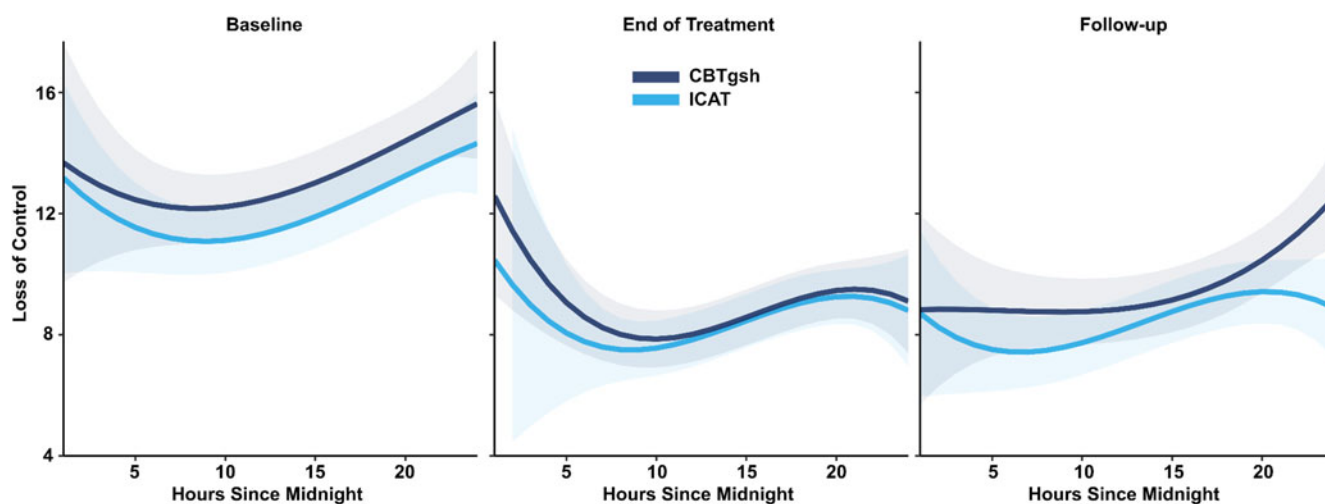 Baseline
End of Treatment
Follow-up
CBTgsh
ICAT
Loss of Control
16
12
8
4
5 10 15 20
5 10 15 20
5 10 15 20
Hours Since Midnight
Hours Since Midnight
Hours Since Midnight